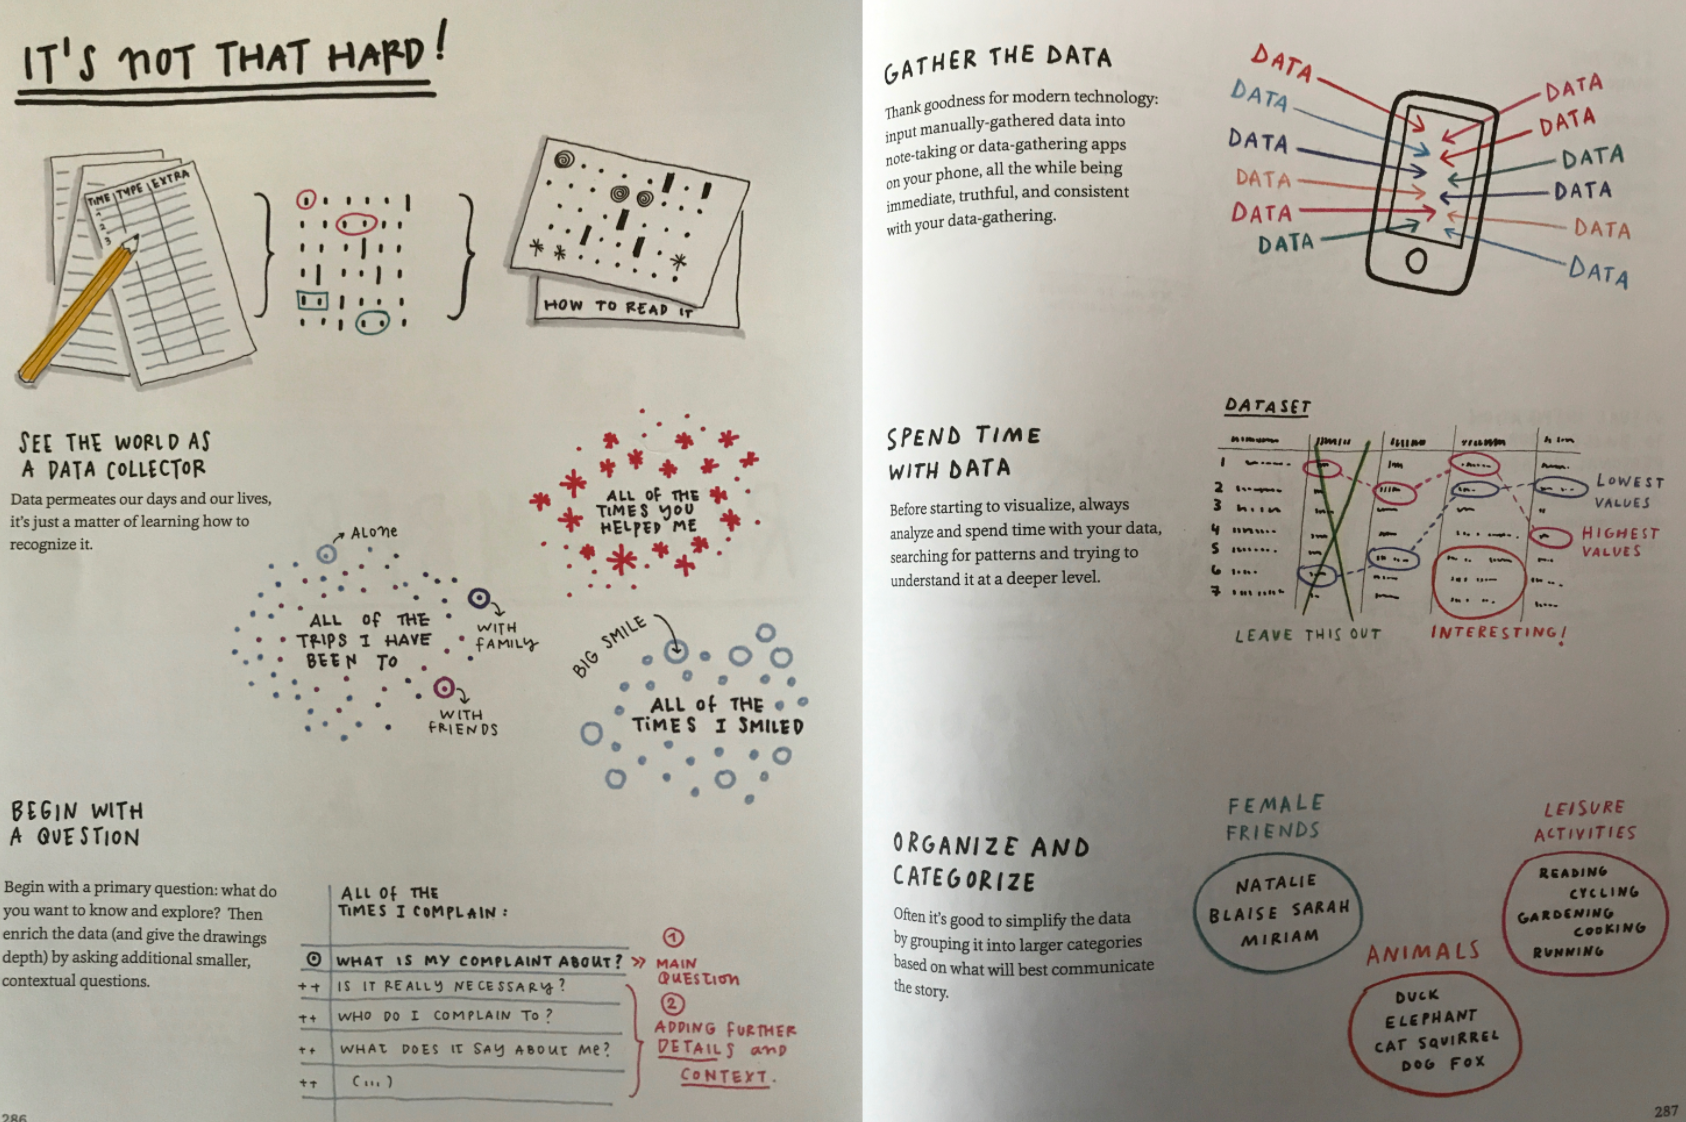 IT'S NOT THAT HARD!
TIME TYPE EXTRA
HOW TO READ IT
SEE THE WORLD AS
A DATA COLLECTOR
Data permeates our days and our lives,
it's just a matter of learning how to
recognize it.
ALL OF THE
TIMES YOU
HELPED ME
ALONE
ALL OF THE
TRIPS I HAVE
BEEN TO
WITH
FAMILY
WITH
FRIENDS
BIG SMILE
ALL OF THE
TIMES I SMILED
BEGIN WITH
A QUESTION
Begin with a primary question: what do
you want to know and explore? Then
enrich the data (and give the drawings
depth) by asking additional smaller,
contextual questions.
ALL OF THE
TIMES I COMPLAIN:
WHAT IS MY COMPLAINT ABOUT? >>
++ IS IT REALLY NECESSARY?
++ WHO DO I COMPLAIN TO?
++ WHAT DOES IT SAY ABOUT ME?
++ (...)
1
MAIN
QUESTION
2
ADDING FURTHER
DETAILS and
CONTEXT.
286
GATHER THE DATA
Thank goodness for modern technology:
input manually-gathered data into
note-taking or data-gathering apps
on your phone, all the while being
immediate, truthful, and consistent
with your data-gathering.
DATA
DATA
DATA
DATA
DATA
DATA
DATA
DATA
DATA
DATA
DATA
DATA
SPEND TIME
WITH DATA
Before starting to visualize, always
analyze and spend time with your data,
searching for patterns and trying to
understand it at a deeper level.
DATASET
1
2
3
4
5
6
7
LOWEST
VALUES
HIGHEST
VALUES
LEAVE THIS OUT
INTERESTING!
ORGANIZE AND
CATEGORIZE
Often it's good to simplify the data
by grouping it into larger categories
based on what will best communicate
the story.
FEMALE
FRIENDS
NATALIE
BLAISE SARAH
MIRIAM
LEISURE
ACTIVITIES
READING
CYCLING
GARDENING
COOKING
RUNNING
ANIMALS
DUCK
ELEPHANT
CAT SQUIRREL
DOG FOX
287